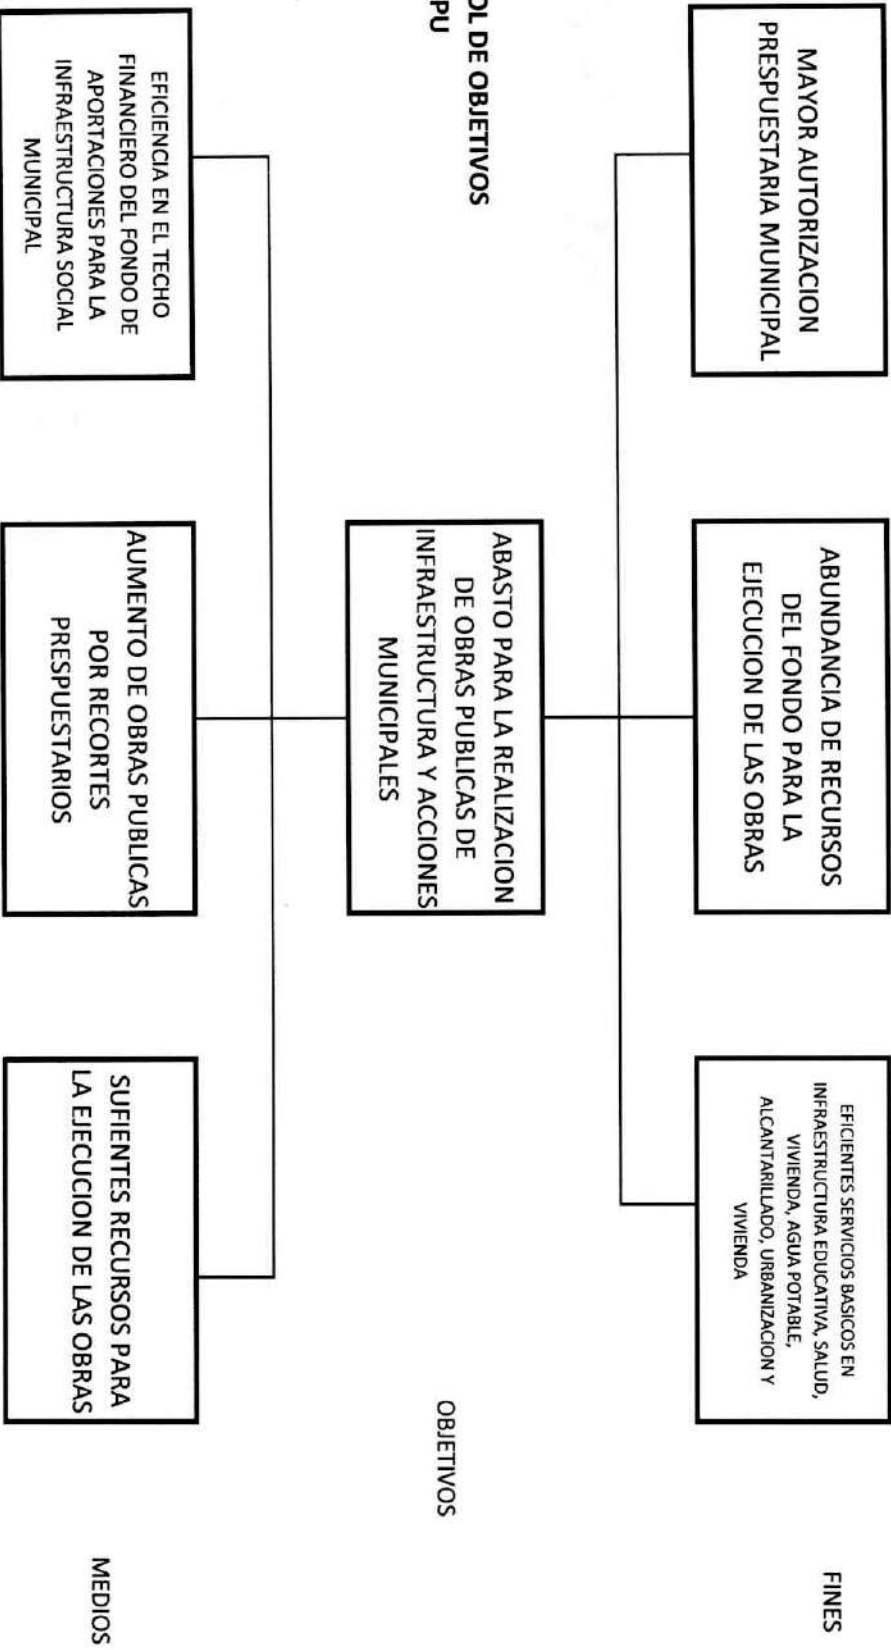 MAYOR AUTORIZACION
PRESPUESTARIA MUNICIPAL
ABUNDANCIA DE RECURSOS
DEL FONDO PARA LA
EJECUCION DE LAS OBRAS
EFICIENTES SERVICIOS BASICOS EN
INFRAESTRUCTURA EDUCATIVA, SALUD,
VIVIENDA, AGUA POTABLE,
ALCANTARILLADO, URBANIZACION Y
VIVIENDA
FINES
OL DE OBJETIVOS
PU
ABASTO PARA LA REALIZACION
DE OBRAS PUBLICAS DE
INFRAESTRUCTURA Y ACCIONES
MUNICIPALES
OBJETIVOS
EFICIENCIA EN EL TECHO
FINANCIERO DEL FONDO DE
APORTACIONES PARA LA
INFRAESTRUCTURA SOCIAL
MUNICIPAL
AUMENTO DE OBRAS PUBLICAS
POR RECORTES
PRESPUESTARIOS
SUFIENTES RECURSOS PARA
LA EJECUCION DE LAS OBRAS
MEDIOS